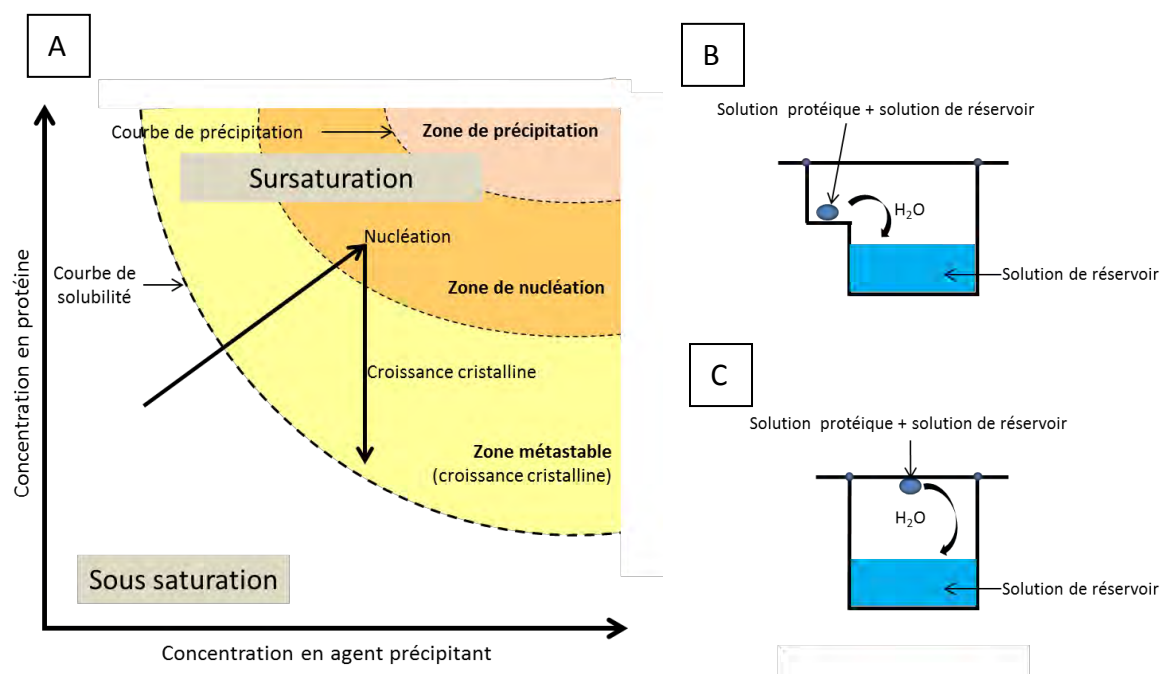 A
Concentration en protéine
Courbe de précipitation
Zone de précipitation
Sursaturation
Nucléation
Courbe de
solubilité
Zone de nucléation
Croissance cristalline
Zone métastable
(croissance cristalline)
Sous saturation
Concentration en agent précipitant
B
Solution protéique + solution de réservoir
H₂O
Solution de réservoir
C
Solution protéique + solution de réservoir
H₂O
Solution de réservoir